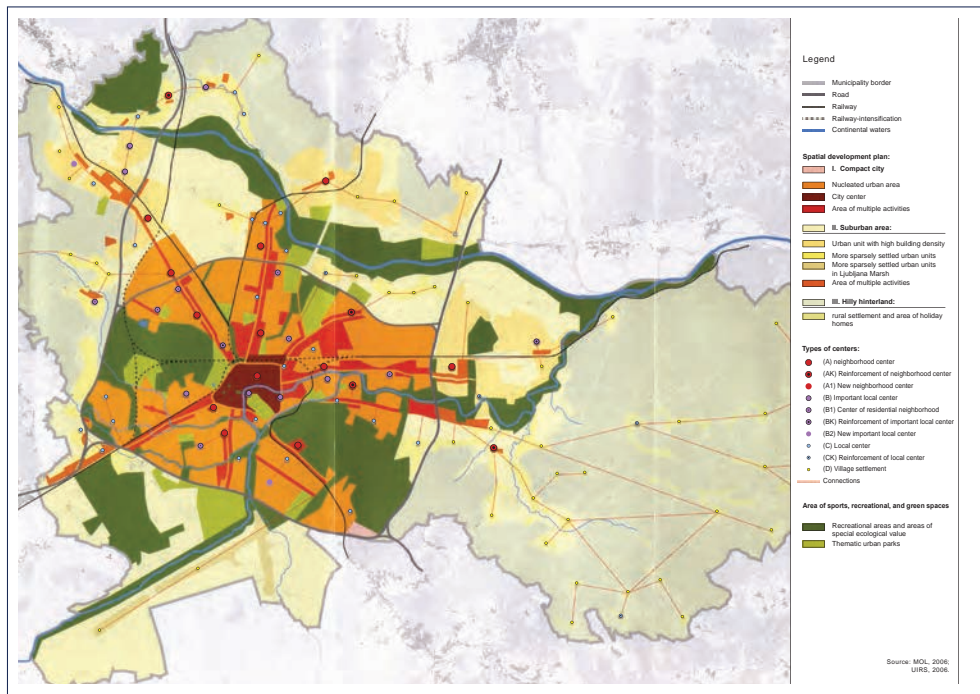 Legend
Municipality border
Road
Railway
Railway-intensification
Continental waters
Spatial development plan:
I. Compact city
Nucleated urban area
City center
Area of multiple activities
II. Suburban area:
Urban unit with high building density
More sparsely settled urban units
More sparsely settled urban units
in Ljubljana Marsh
Area of multiple activities
III. Hilly hinterland:
rural settlement and area of holiday
homes
Types of centers:
(A) neighborhood center
(AK) Reinforcement of neighborhood center
(A1) New neighborhood center
(B) Important local center
(B1) Center of residential neighborhood
(BK) Reinforcement of important local center
(B2) New important local center
(C) Local center
(CK) Reinforcement of local center
(D) Village settlement
Connections
Area of sports, recreational, and green spaces
Recreational areas and areas of
special ecological value
Thematic urban parks
Source: MOL, 2006;
UIRS, 2006.